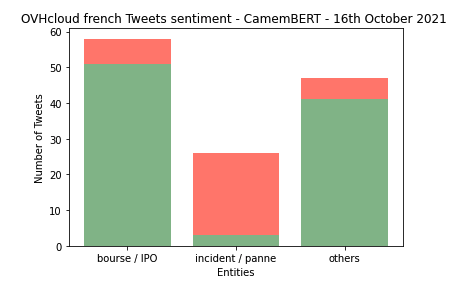 OVHcloud french Tweets sentiment - CamemBERT - 16th October 2021
60
50
40
30
20
10
0
Number of Tweets
bourse / IPO
incident / panne
others
Entities